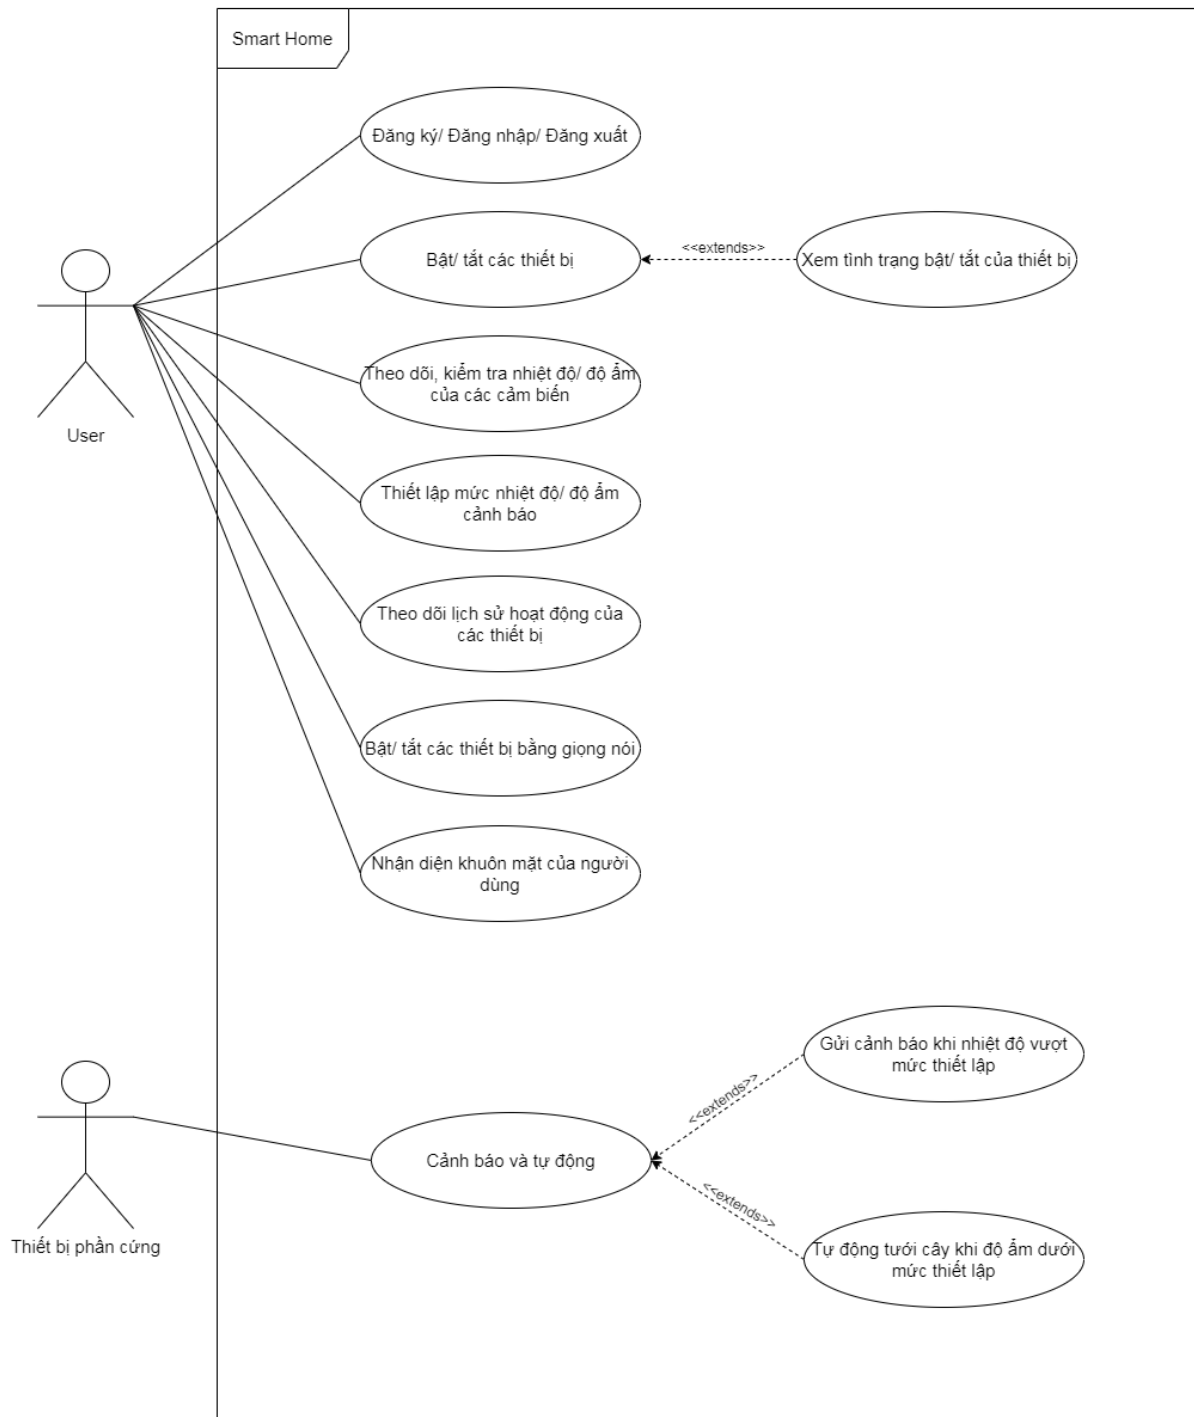 Smart Home
Đăng ký/ Đăng nhập/ Đăng xuất
Bật/ tắt các thiết bị
<<extends>>
Xem tình trạng bật/ tắt của thiết bị
Theo dõi, kiểm tra nhiệt độ/ độ ẩm
của các cảm biến
User
Thiết lập mức nhiệt độ/ độ ẩm
cảnh báo
Theo dõi lịch sử hoạt động của
các thiết bị
Bật/ tắt các thiết bị bằng giọng nói
Nhận diện khuôn mặt của người
dùng
Gửi cảnh báo khi nhiệt độ vượt
mức thiết lập
<<extends>>
Cảnh báo và tự động
<<extends>>
Thiết bị phần cứng
Tự động tưới cây khi độ ẩm dưới
mức thiết lập